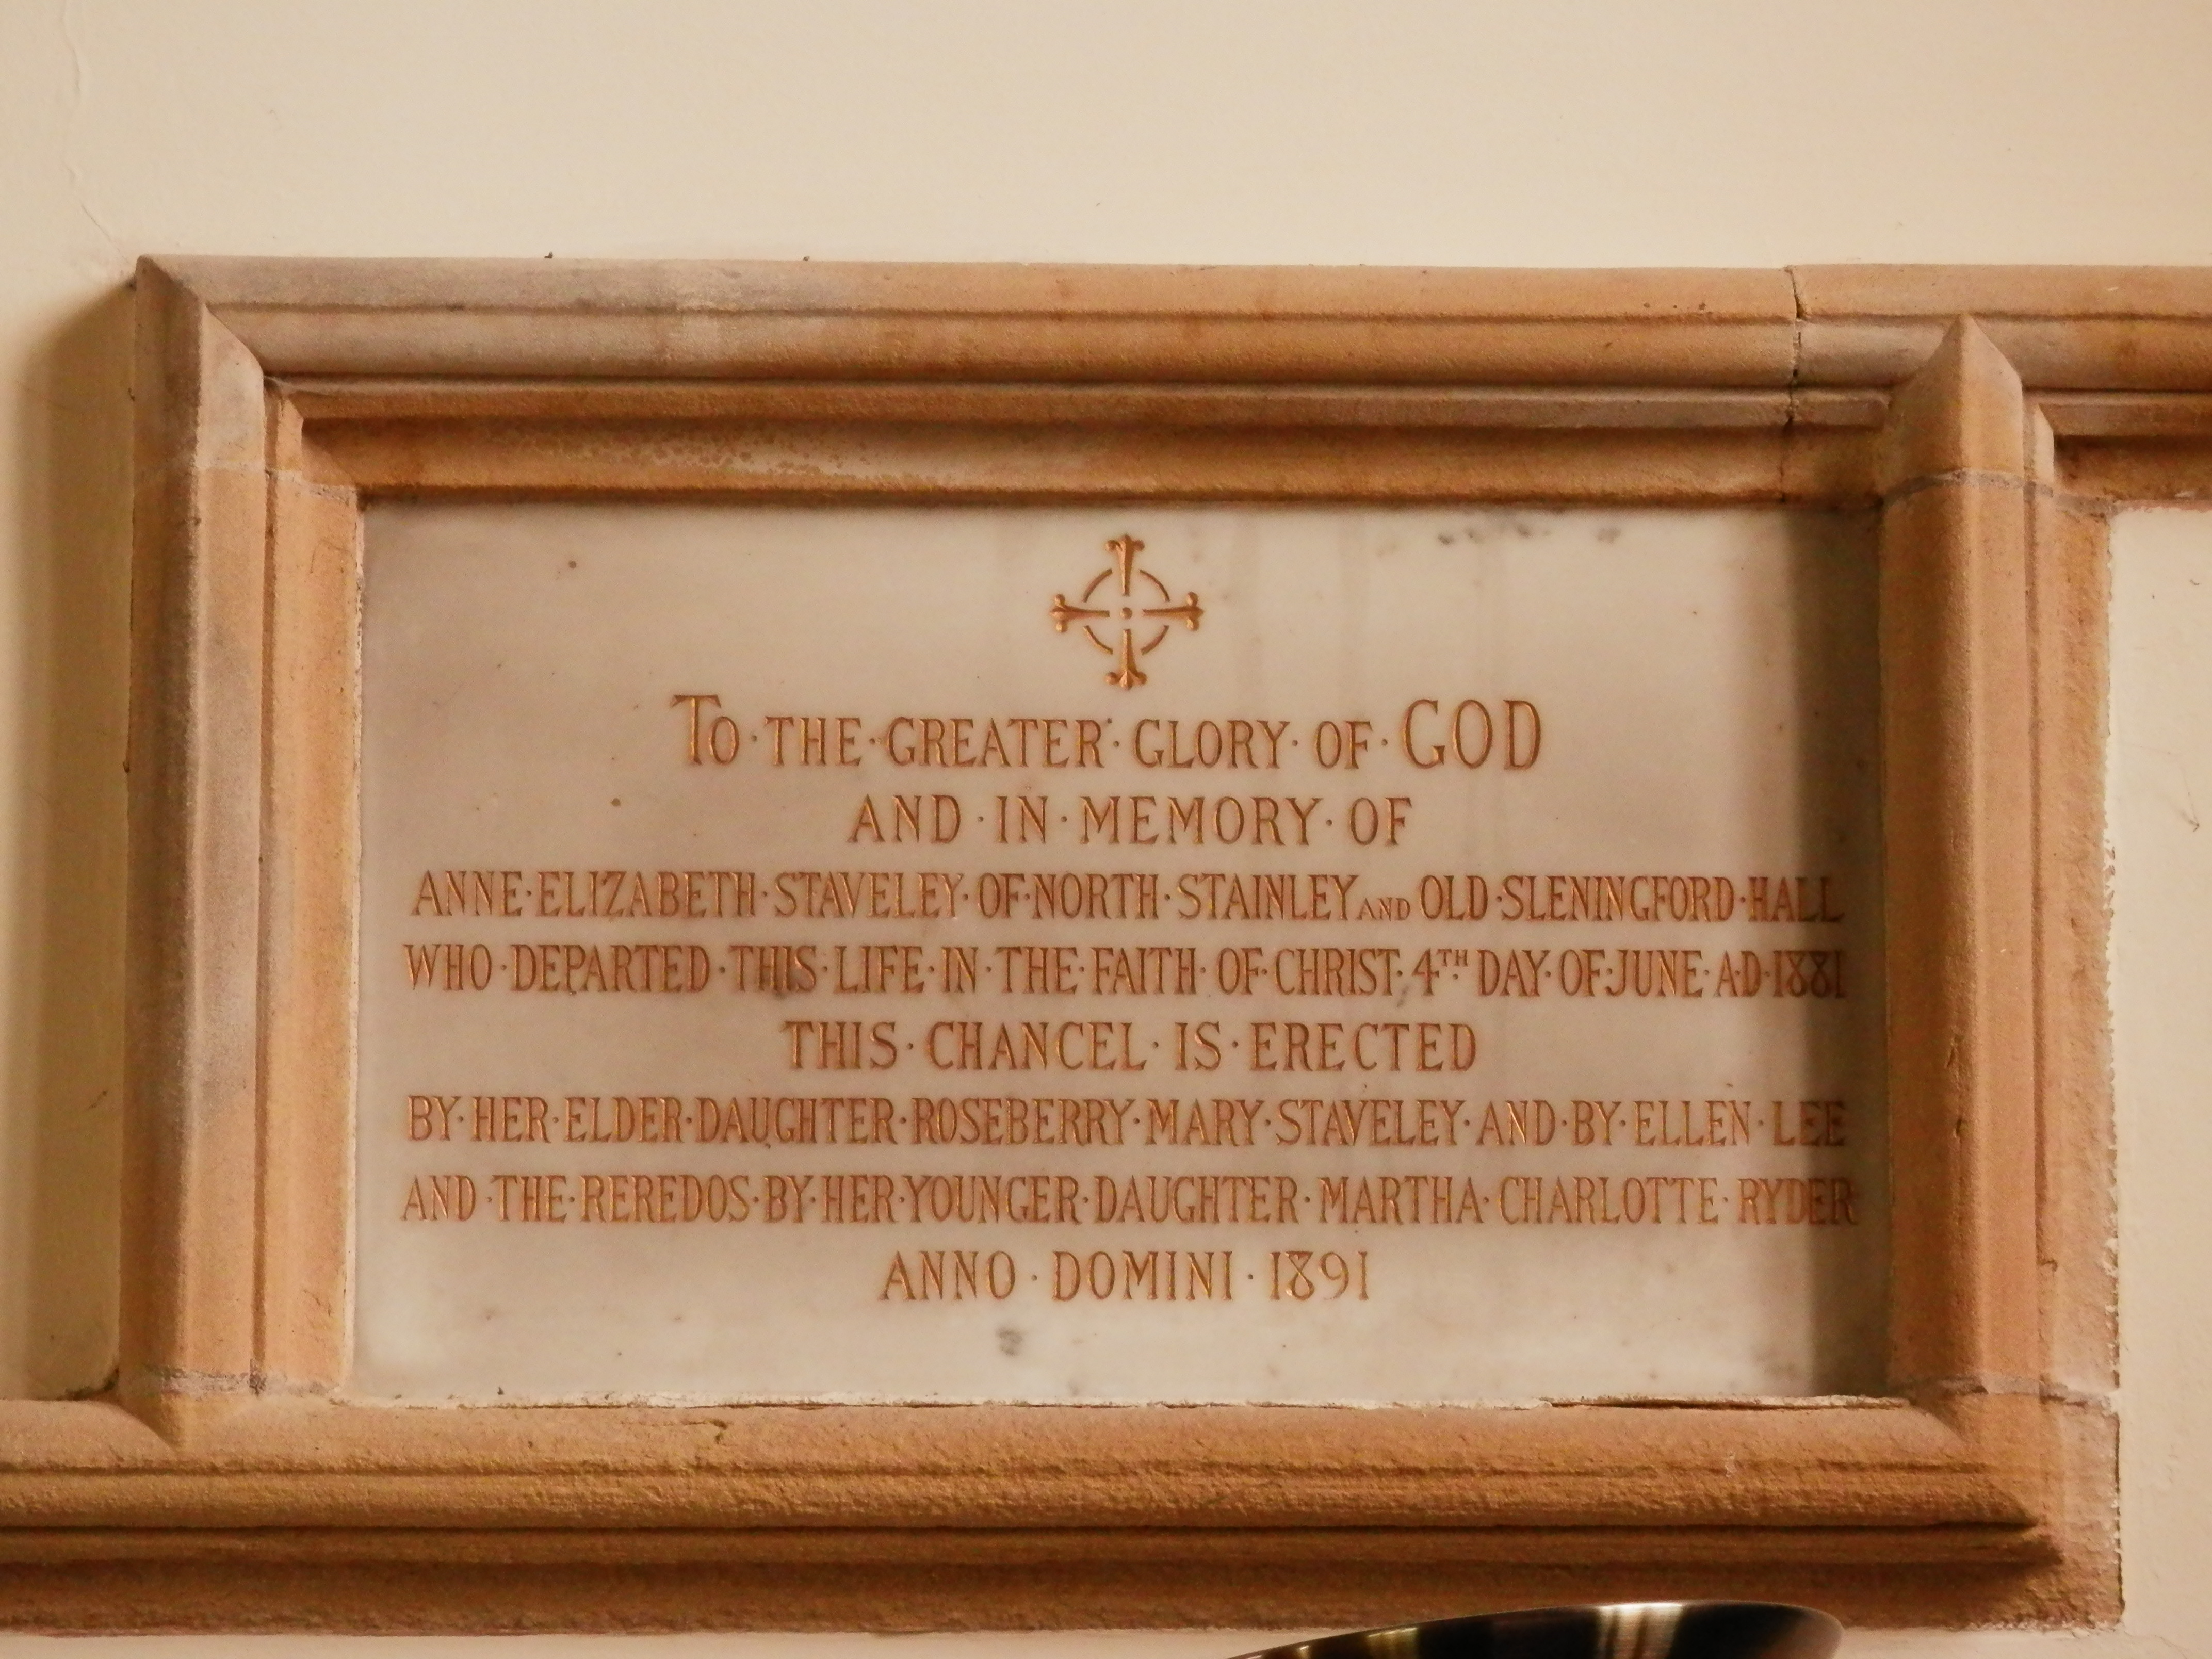 To·THE·GREATER·GLORY·OF·GOD
AND·IN·MEMORY·OF
ANNE·ELIZABETH·STAVELEY·OF·NORTH·STAINLEY AND OLD·SLENINGFORD·HALL
WHO·DEPARTED·THIS·LIFE·IN·THE·FAITH·OF·CHRIST·4TH DAY·OF·JUNE·A·D·1881
THIS·CHANCEL·IS·ERECTED
BY·HER·ELDER·DAUGHTER·ROSEBERRY·MARY·STAVELEY·AND·BY·ELLEN·LEE
AND·THE·REREDOS·BY·HER·YOUNGER·DAUGHTER·MARTHA·CHARLOTTE·RYDER
ANNO·DOMINI·1891